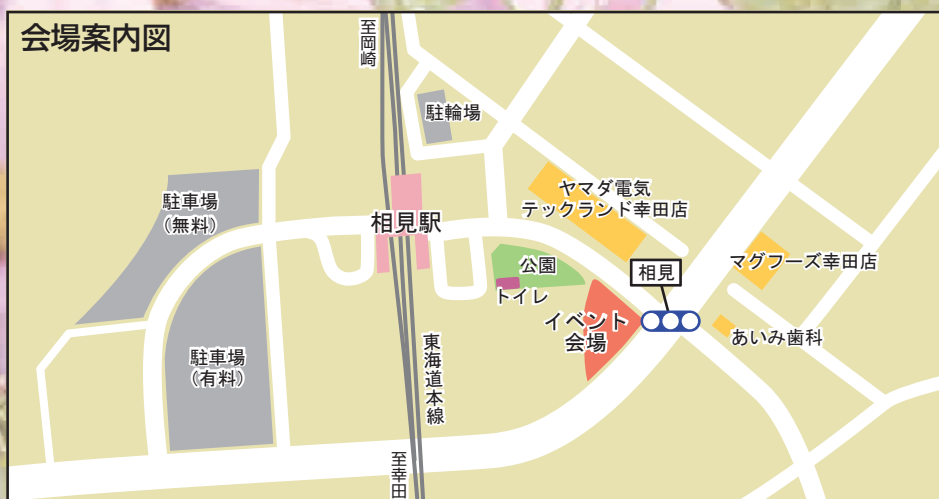 会場案内図
至岡崎
駐輪場
ヤマダ電気
テックランド幸田店
駐車場
(無料)
相見駅
マグフーズ幸田店
公園
相見
トイレ
イベント
会場
あいみ歯科
東海道本線
駐車場
(有料)
至幸田